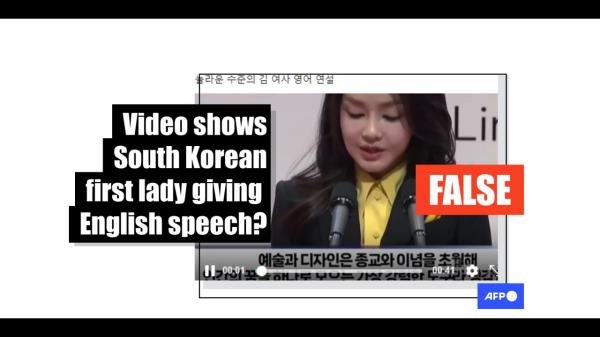 놀라운 수준의 김 여사 영어 연설
Video shows
South Korean
first lady giving
English speech?
Lin
FALSE
예술과 디자인은 종교와 이념을 초월해
00:01
00:41
AFP